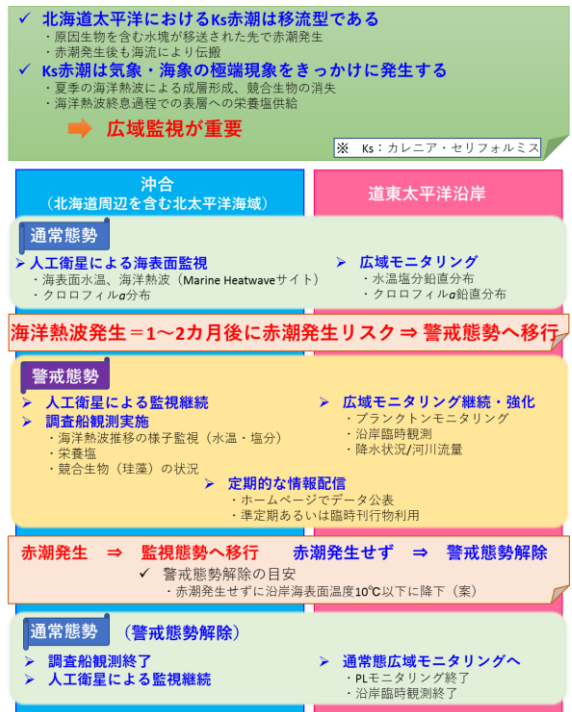 ✓ 北海道太平洋におけるKs赤潮は移流型である
・原因生物を含む水塊が移送された先で赤潮発生
・赤潮発生後も海流により伝搬
✓ Ks赤潮は気象・海象の極端現象をきっかけに発生する
・夏季の海洋熱波による成層形成、競合生物の消失
・海洋熱波終息過程での表層への栄養塩供給
広域監視が重要
※ Ks：カレニア・セリフォルミス
沖合
（北海道周辺を含む北太平洋海域）
道東太平洋沿岸
通常態勢
➢人工衛星による海表面監視
・海表面水温、海洋熱波（Marine Heatwaveサイト）
・クロロフィルa分布
➢ 広域モニタリング
・水温塩分鉛直分布
・クロロフィルa鉛直分布
海洋熱波発生＝1～2カ月後に赤潮発生リスク⇒ 警戒態勢へ移行
警戒態勢
➢ 人工衛星による監視継続
➢ 調査船観測実施
・海洋熱波推移の様子監視（水温・塩分）
・栄養塩
・競合生物（珪藻）の状況
➢ 広域モニタリング継続・強化
・プランクトンモニタリング
・沿岸臨時観測
・降水状況/河川流量
➢ 定期的な情報配信
・ホームページでデータ公表
・準定期あるいは臨時刊行物利用
赤潮発生 ⇒ 監視態勢へ移行 赤潮発生せず ⇒ 警戒態勢解除
✓ 警戒態勢解除の目安
・赤潮発生せずに沿岸海表面温度10℃以下に降下（案）
通常態勢 （警戒態勢解除）
➢ 調査船観測終了
➢ 人工衛星による監視継続
➢ 通常態広域モニタリングへ
・PLモニタリング終了
・沿岸臨時観測終了